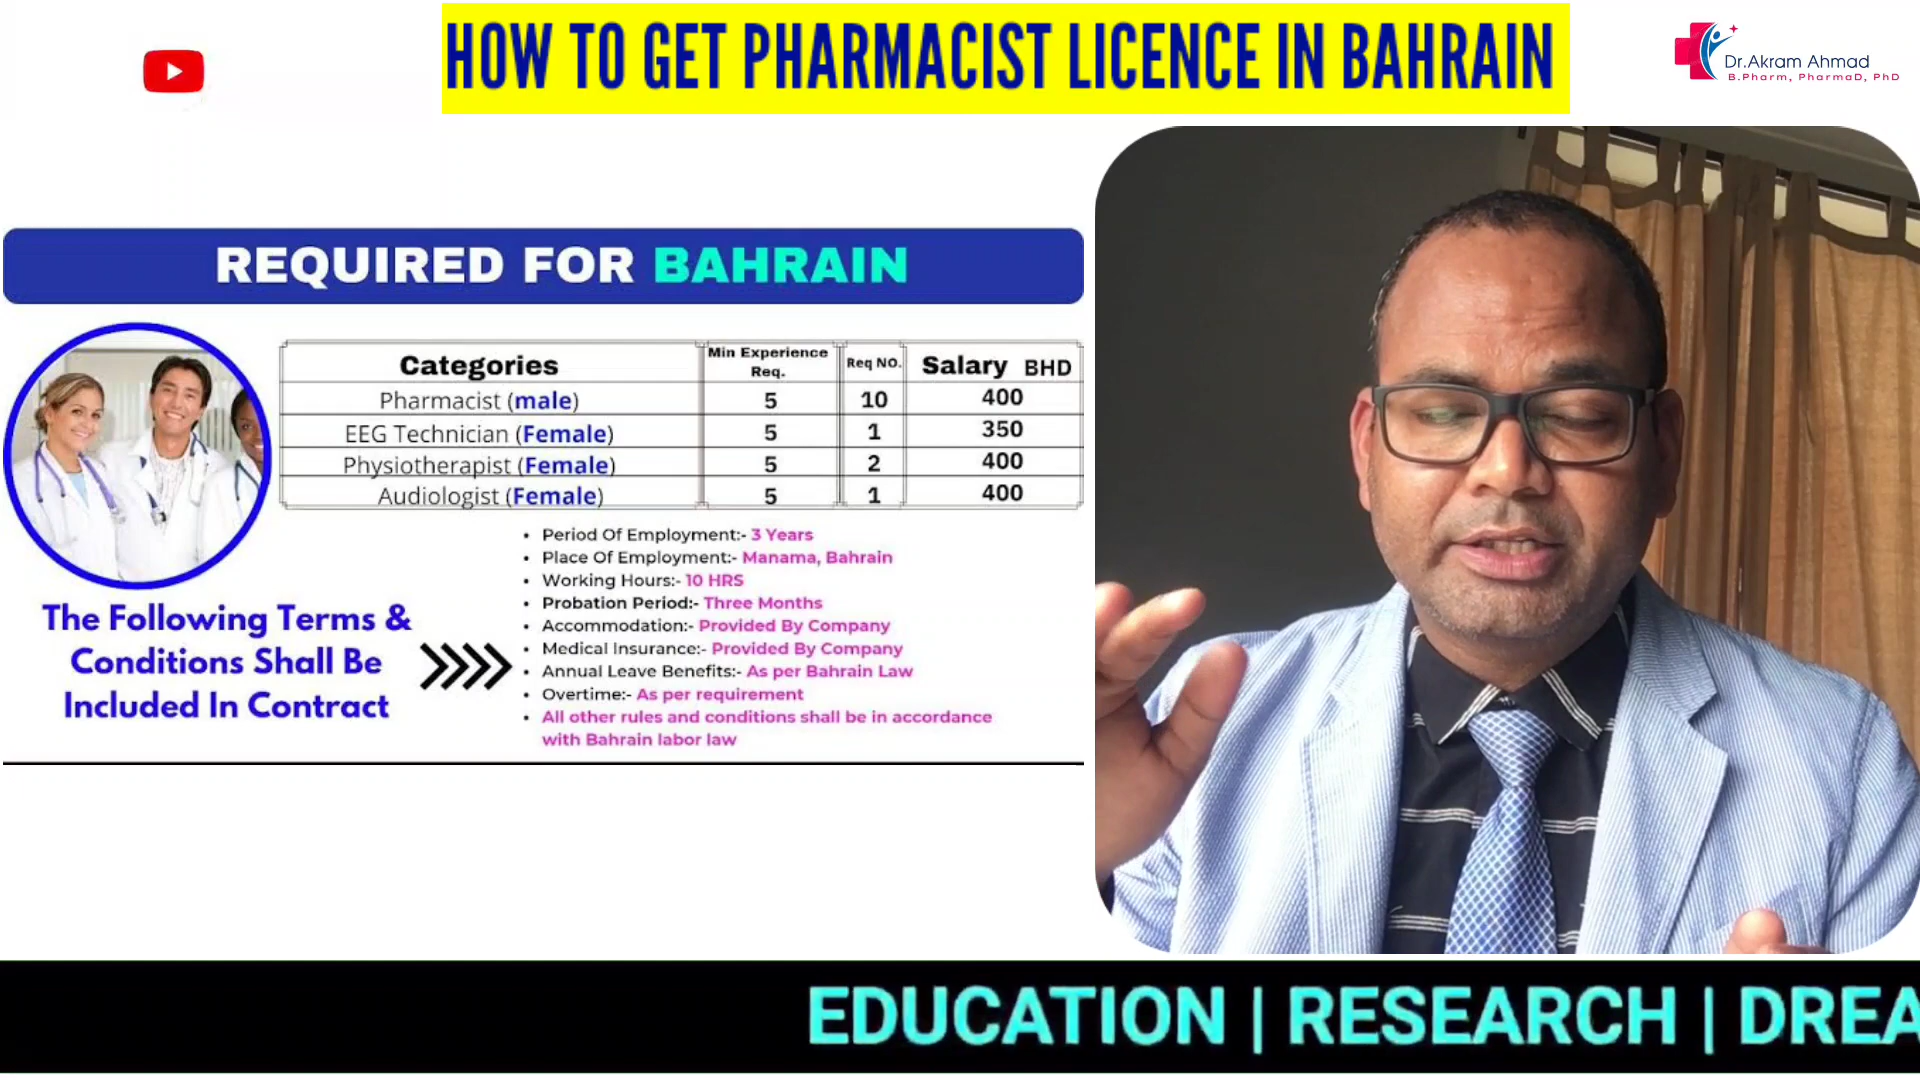 HOW TO GET PHARMACIST LICENCE IN BAHRAIN
Dr.Akram Ahmad
B.Pharm, PharmaD, PhD
REQUIRED FOR BAHRAIN
Categories Min Experience Req. Req NO. Salary BHD
Pharmacist (male) 5 10 400
EEG Technician (Female) 5 1 350
Physiotherapist (Female) 5 2 400
Audiologist (Female) 5 1 400
The Following Terms &
Conditions Shall Be
Included In Contract
• Period Of Employment:- 3 Years
• Place Of Employment:- Manama, Bahrain
• Working Hours:- 10 HRS
• Probation Period:- Three Months
• Accommodation:- Provided By Company
• Medical Insurance:- Provided By Company
• Annual Leave Benefits:- As per Bahrain Law
• Overtime:- As per requirement
• All other rules and conditions shall be in accordance
with Bahrain labor law
EDUCATION | RESEARCH | DREA